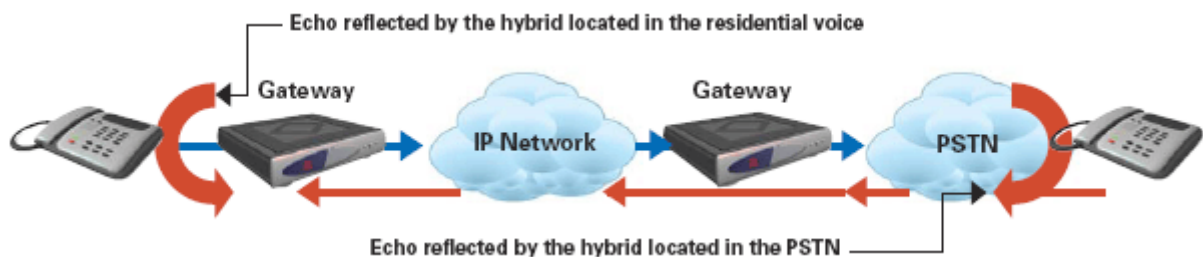 Echo reflected by the hybrid located in the residential voice
Gateway
Gateway
IP Network
PSTN
Echo reflected by the hybrid located in the PSTN